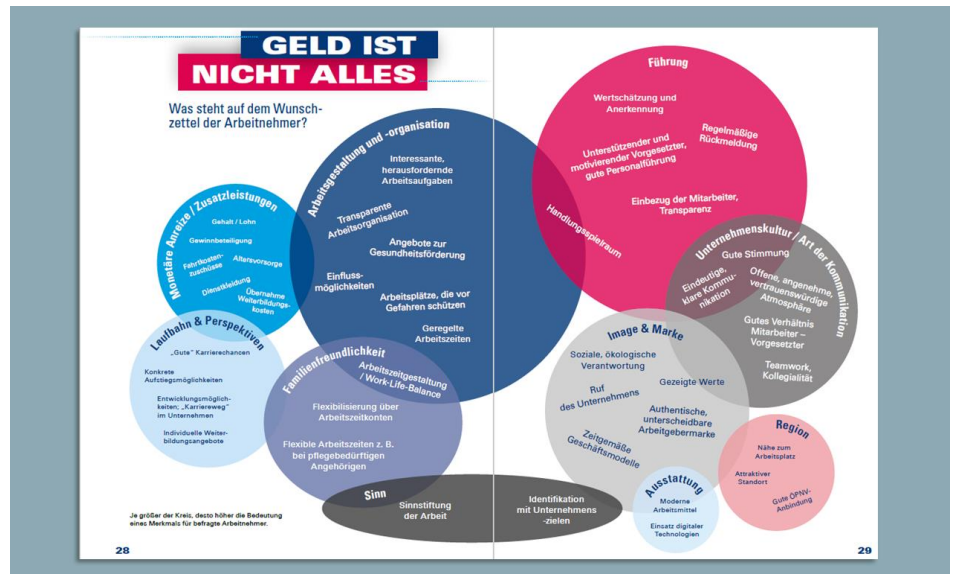 GELD IST
NICHT ALLES
Was steht auf dem Wunsch-
zettel der Arbeitnehmer?
Monetäre Anreize / Zusatzleistungen
Gehalt / Lohn
Gewinnbeteiligung
Fahrtkosten-
zuschüsse
Altersvorsorge
Dienstkleidung
Übernahme
Weiterbildungs-
kosten
Arbeitsgestaltung und -organisation
Interessante,
herausfordernde
Arbeitsaufgaben
Transparente
Arbeitsorganisation
Angebote zur
Gesundheitsförderung
Einfluss-
möglichkeiten
Arbeitsplätze, die vor
Gefahren schützen
Geregelte
Arbeitszeiten
Führung
Wertschätzung und
Anerkennung
Regelmäßige
Rückmeldung
Unterstützender und
motivierender Vorgesetzter,
gute Personalführung
Einbezug der Mitarbeiter,
Transparenz
Handlungsspielraum
Unternehmenskultur / Art der Kommunikation
Gute Stimmung
Eindeutige,
klare Kommu-
nikation
Offene, angenehme,
vertrauenswürdige
Atmosphäre
Gutes Verhältnis
Mitarbeiter –
Vorgesetzter
Teamwork,
Kollegialität
Laufbahn & Perspektiven
„Gute“ Karrierechancen
Konkrete
Aufstiegsmöglichkeiten
Entwicklungsmöglich-
keiten; „Karriereweg“
im Unternehmen
Individuelle Weiter-
bildungsangebote
Familienfreundlichkeit
Arbeitszeitgestaltung
/ Work-Life-Balance
Flexibilisierung über
Arbeitszeitkonten
Flexible Arbeitszeiten z. B.
bei pflegebedürftigen
Angehörigen
Image & Marke
Soziale, ökologische
Verantwortung
Gezeigte Werte
Ruf
des Unternehmens
Authentische,
unterscheidbare
Arbeitgebermarke
Zeitgemäße
Geschäftsmodelle
Region
Nähe zum
Arbeitsplatz
Attraktiver
Standort
Gute ÖPNV-
Anbindung
Ausstattung
Moderne
Arbeitsmittel
Einsatz digitaler
Technologien
Sinn
Sinnstiftung
der Arbeit
Identifikation
mit Unternehmens
-zielen
Je größer der Kreis, desto höher die Bedeutung
eines Merkmals für befragte Arbeitnehmer.
28
29